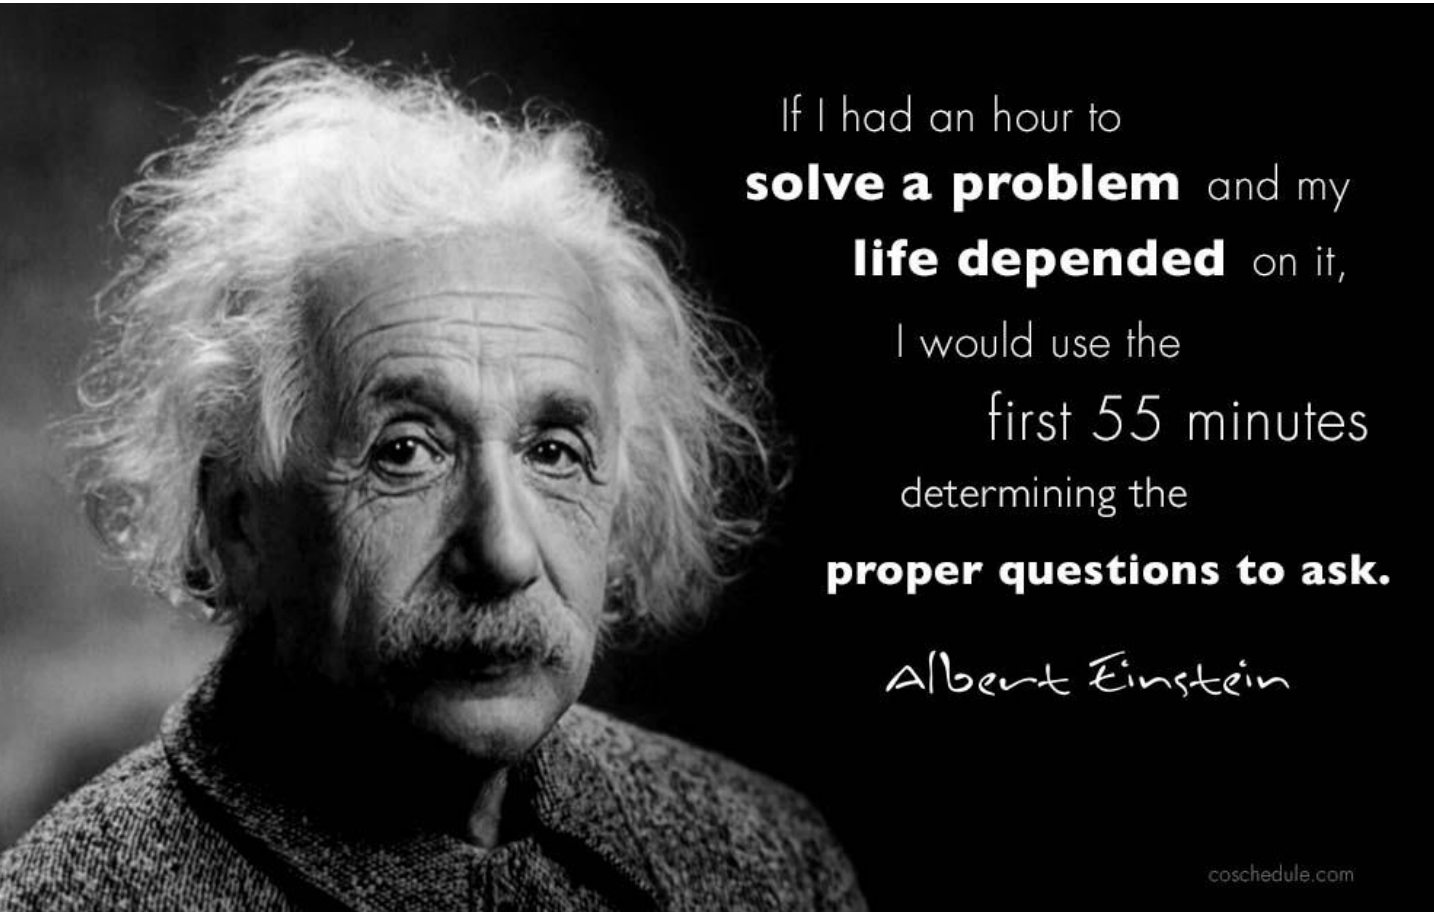 If I had an hour to
solve a problem and my
life depended on it,
I would use the
first 55 minutes
determining the
proper questions to ask.
Albert Einstein
coschedule.com